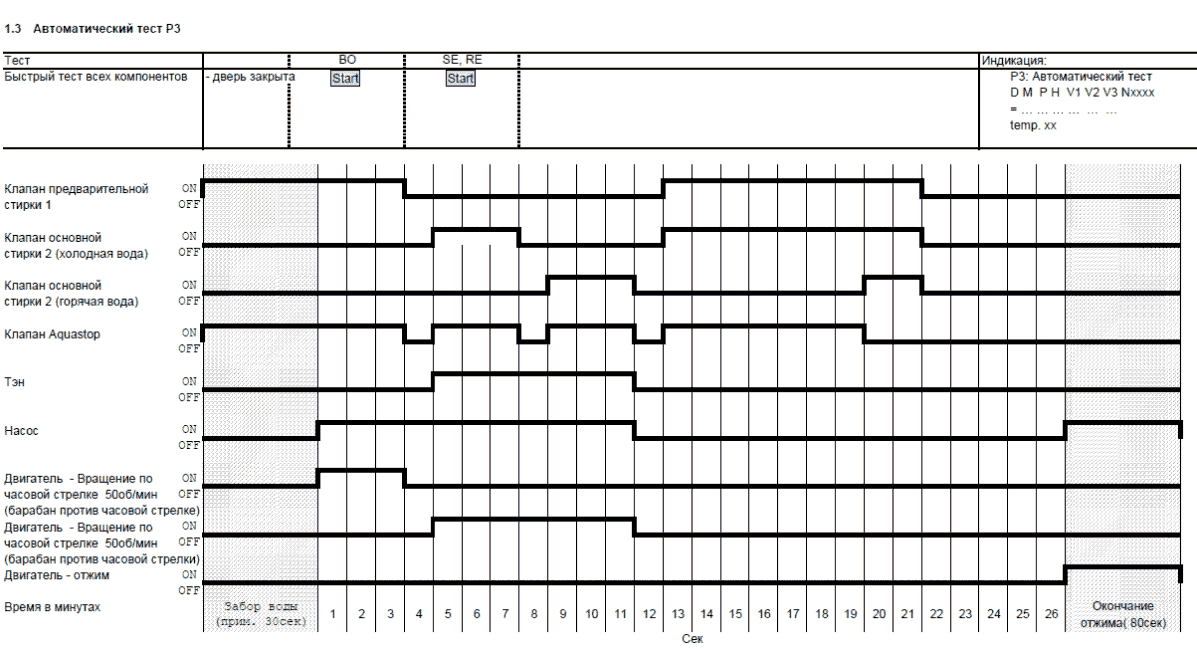 1.3 Автоматический тест P3
Тест BO SE, RE Индикация:
Быстрый тест всех компонентов - дверь закрыта Start Start P3: Автоматический тест
D M P H V1 V2 V3 Nxxxx
= ... ... ... ... ... ...
temp. xx
Клапан предварительной ON
стирки 1 OFF
Клапан основной ON
стирки 2 (холодная вода) OFF
Клапан основной ON
стирки 2 (горячая вода) OFF
Клапан Aquastop ON
OFF
Тэн ON
OFF
Насос ON
OFF
Двигатель - Вращение по ON
часовой стрелке 50об/мин OFF
(барабан против часовой стрелке)
Двигатель - Вращение по ON
часовой стрелке 50об/мин OFF
(барабан против часовой стрелки)
Двигатель - отжим ON
OFF
Время в минутах Забор воды 1 2 3 4 5 6 7 8 9 10 11 12 13 14 15 16 17 18 19 20 21 22 23 24 25 26 Окончание
(прим. 30сек) отжима( 80сек)
Сек